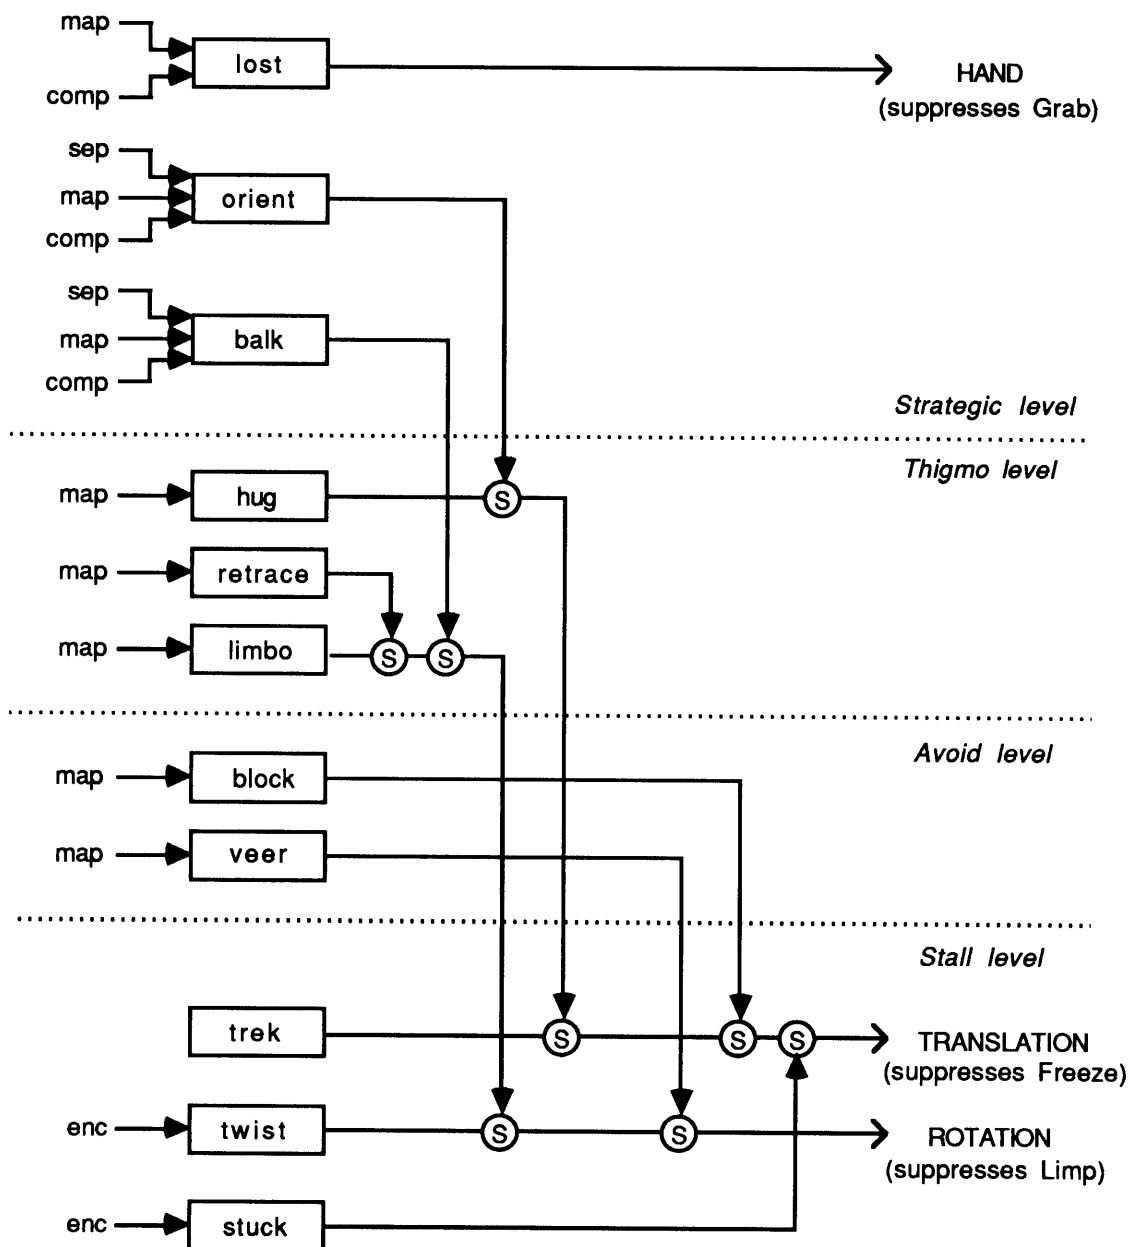 map
lost
comp
HAND
(suppresses Grab)
sep
map
orient
comp
sep
map
balk
comp
Strategic level
Thigmo level
map
hug
S
map
retrace
map
limbo
S
S
Avoid level
map
block
map
veer
Stall level
trek
S
S
S
TRANSLATION
(suppresses Freeze)
enc
twist
S
S
ROTATION
(suppresses Limp)
enc
stuck